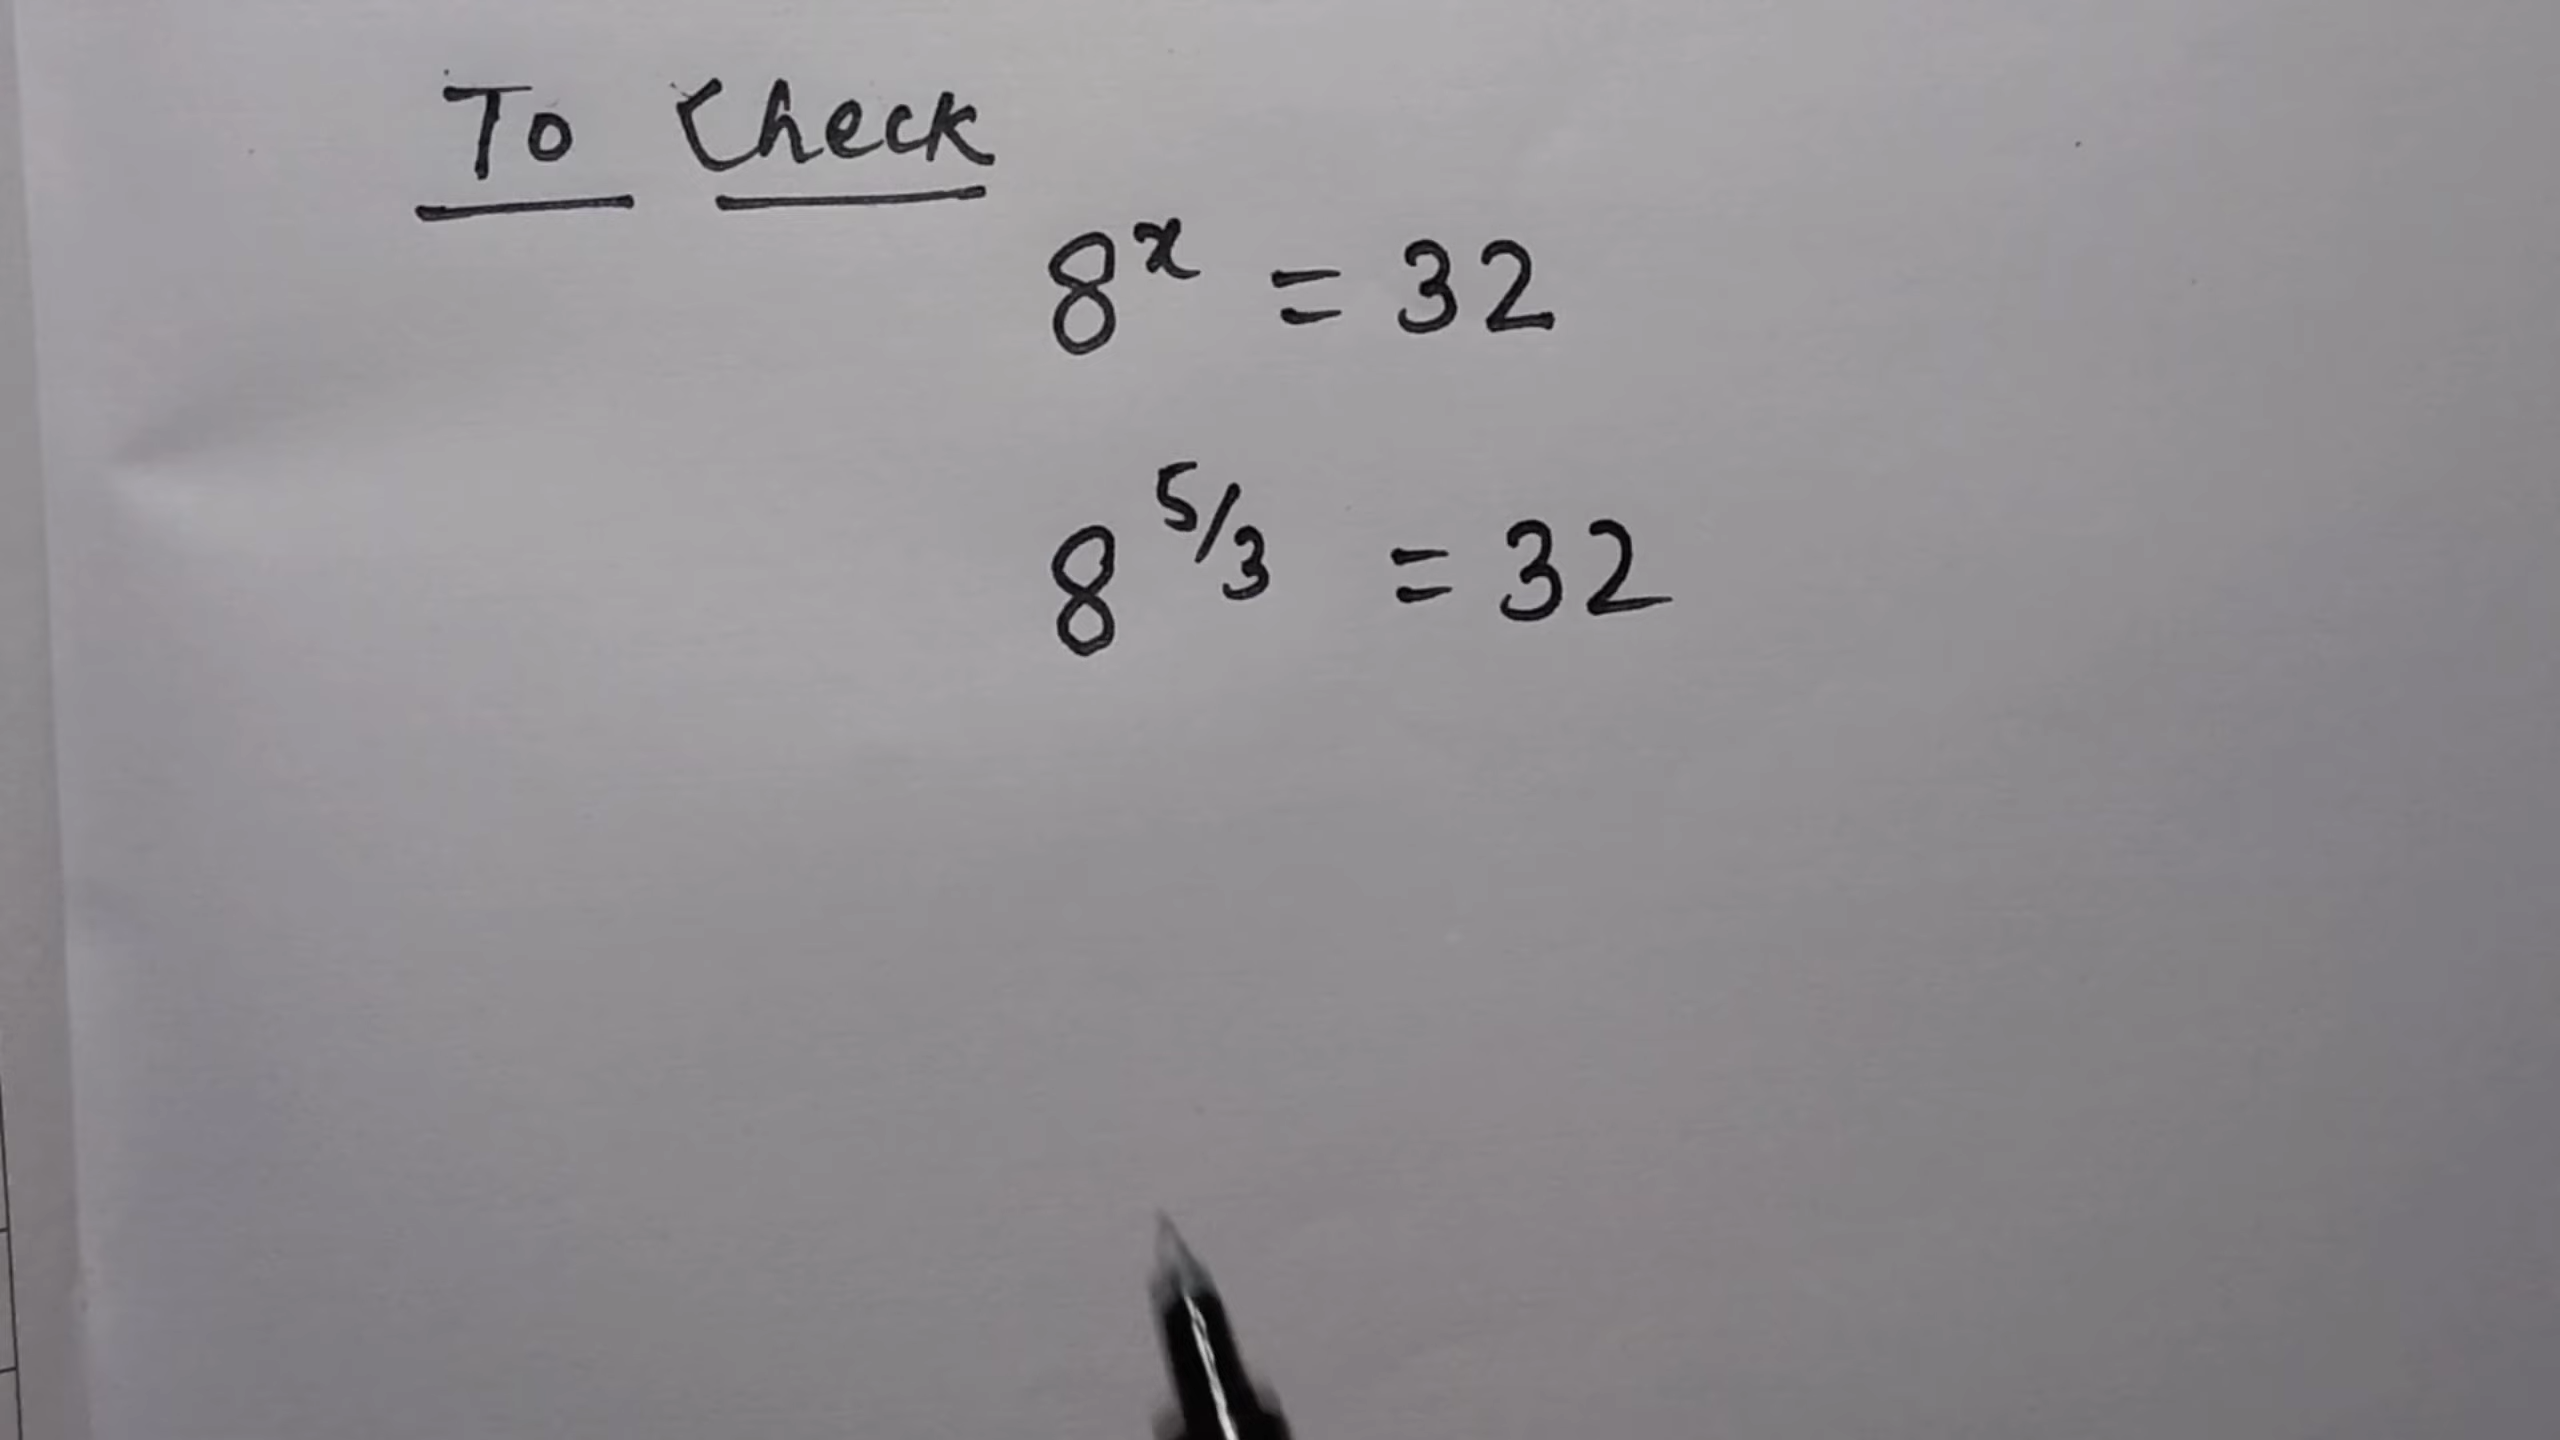 To Check
8^x = 32
8^5/3 = 32